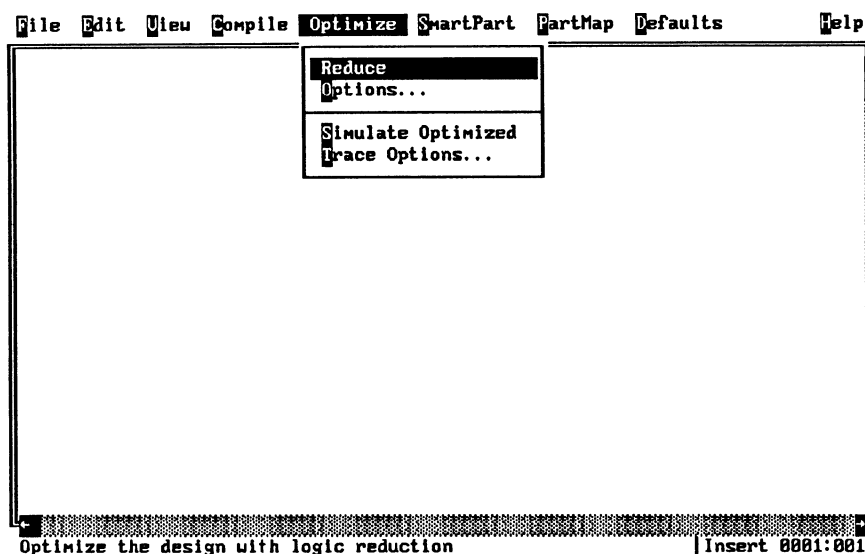 File Edit View Compile Optimize SmartPart PartMap Defaults Help
Reduce
Options...
Simulate Optimized
Trace Options...
Optimize the design with logic reduction |Insert 0001:001